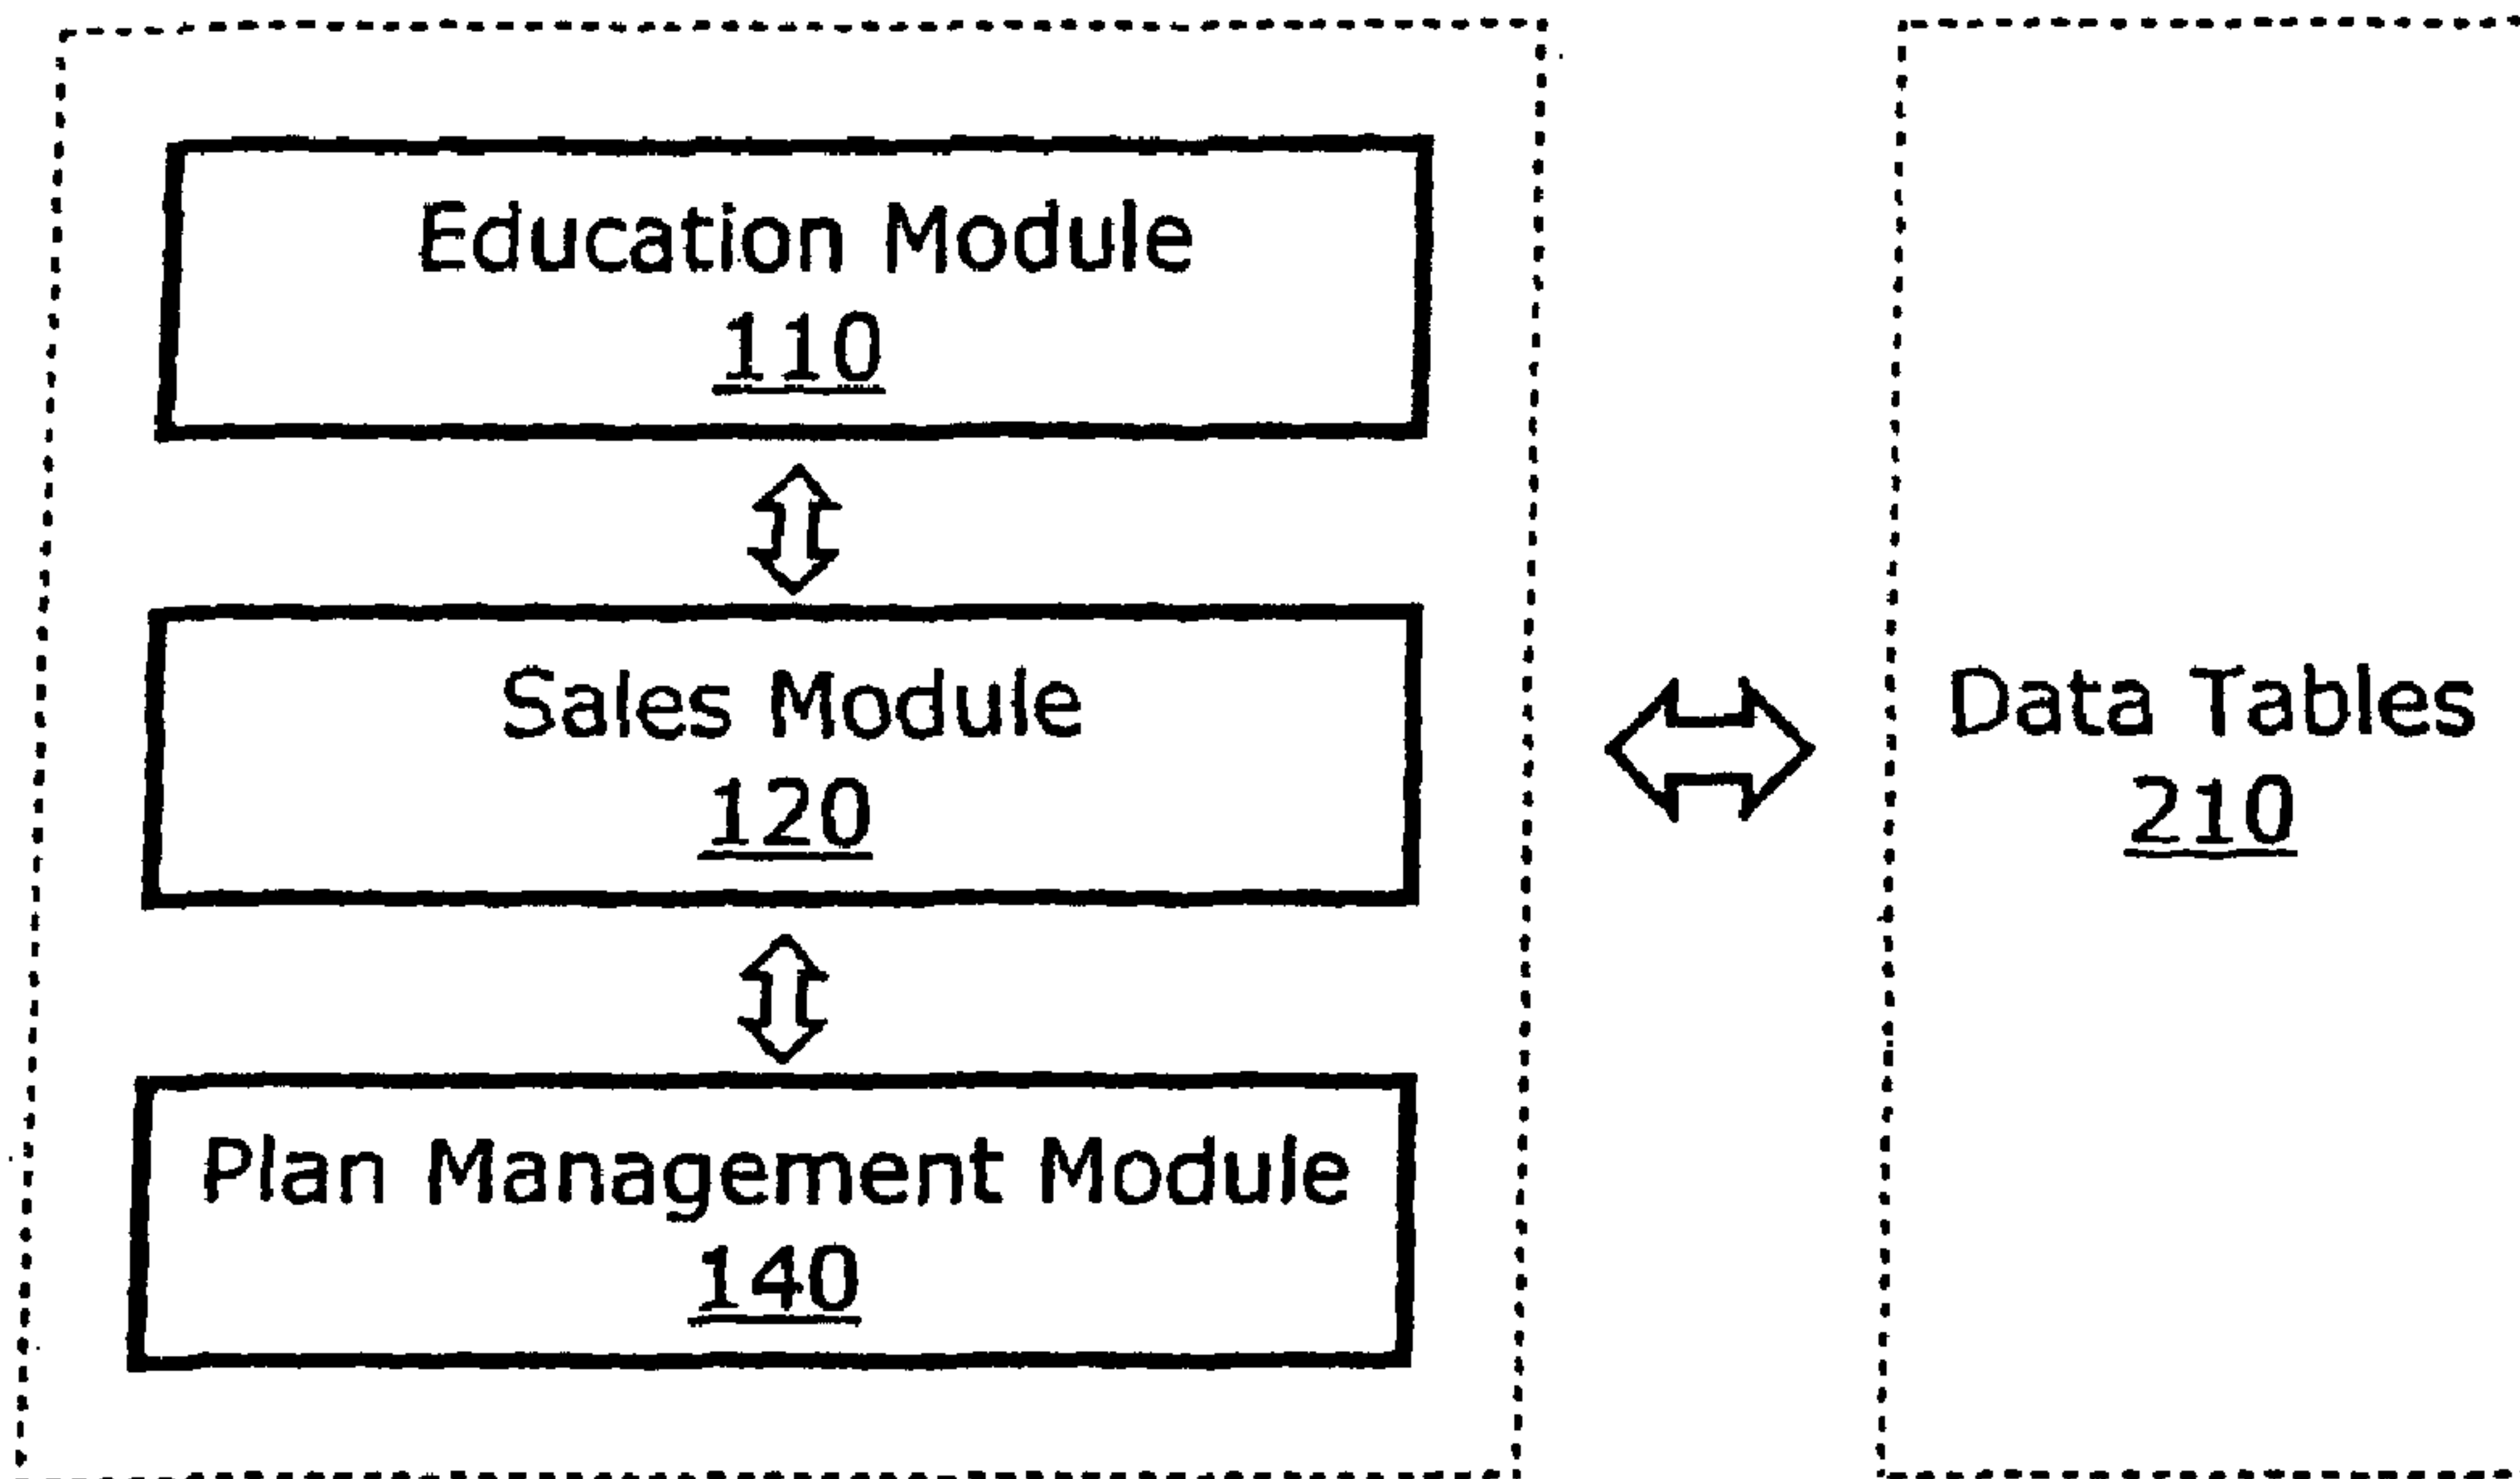 Education Module
110
Sales Module
120
Plan Management Module
140
Data Tables
210